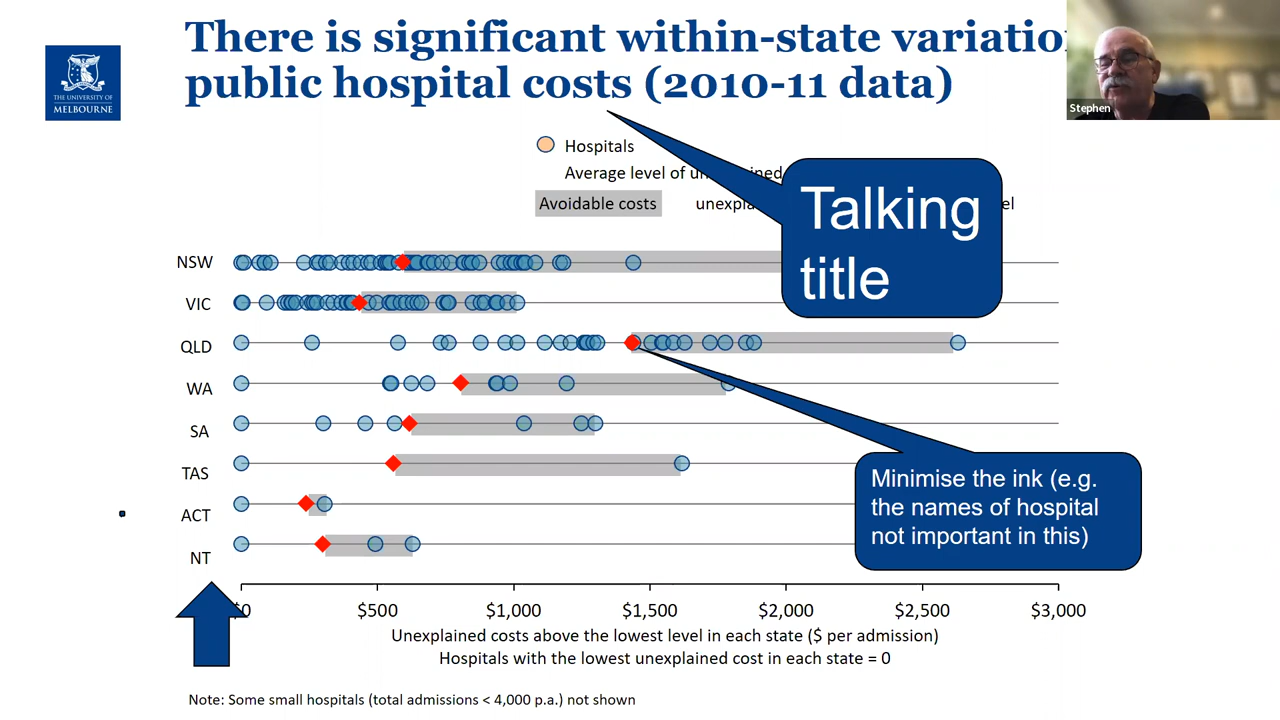 There is significant within-state variatio
public hospital costs (2010-11 data)
THE UNIVERSITY OF
MELBOURNE
Stephen
Hospitals
Average level of
Avoidable costs
Talking
title
NSW
VIC
QLD
WA
SA
TAS
ACT
NT
Minimise the ink (e.g.
the names of hospital
not important in this)
$500 $1,000 $1,500 $2,000 $2,500 $3,000
Unexplained costs above the lowest level in each state ($ per admission)
Hospitals with the lowest unexplained cost in each state = 0
Note: Some small hospitals (total admissions < 4,000 p.a.) not shown